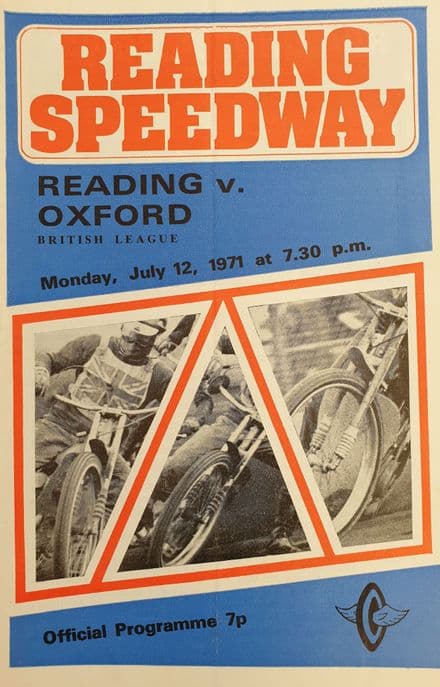 READING
SPEEDWAY
READING v.
OXFORD
BRITISH LEAGUE
Monday, July 12, 1971 at 7.30 p.m.
Official Programme 7p